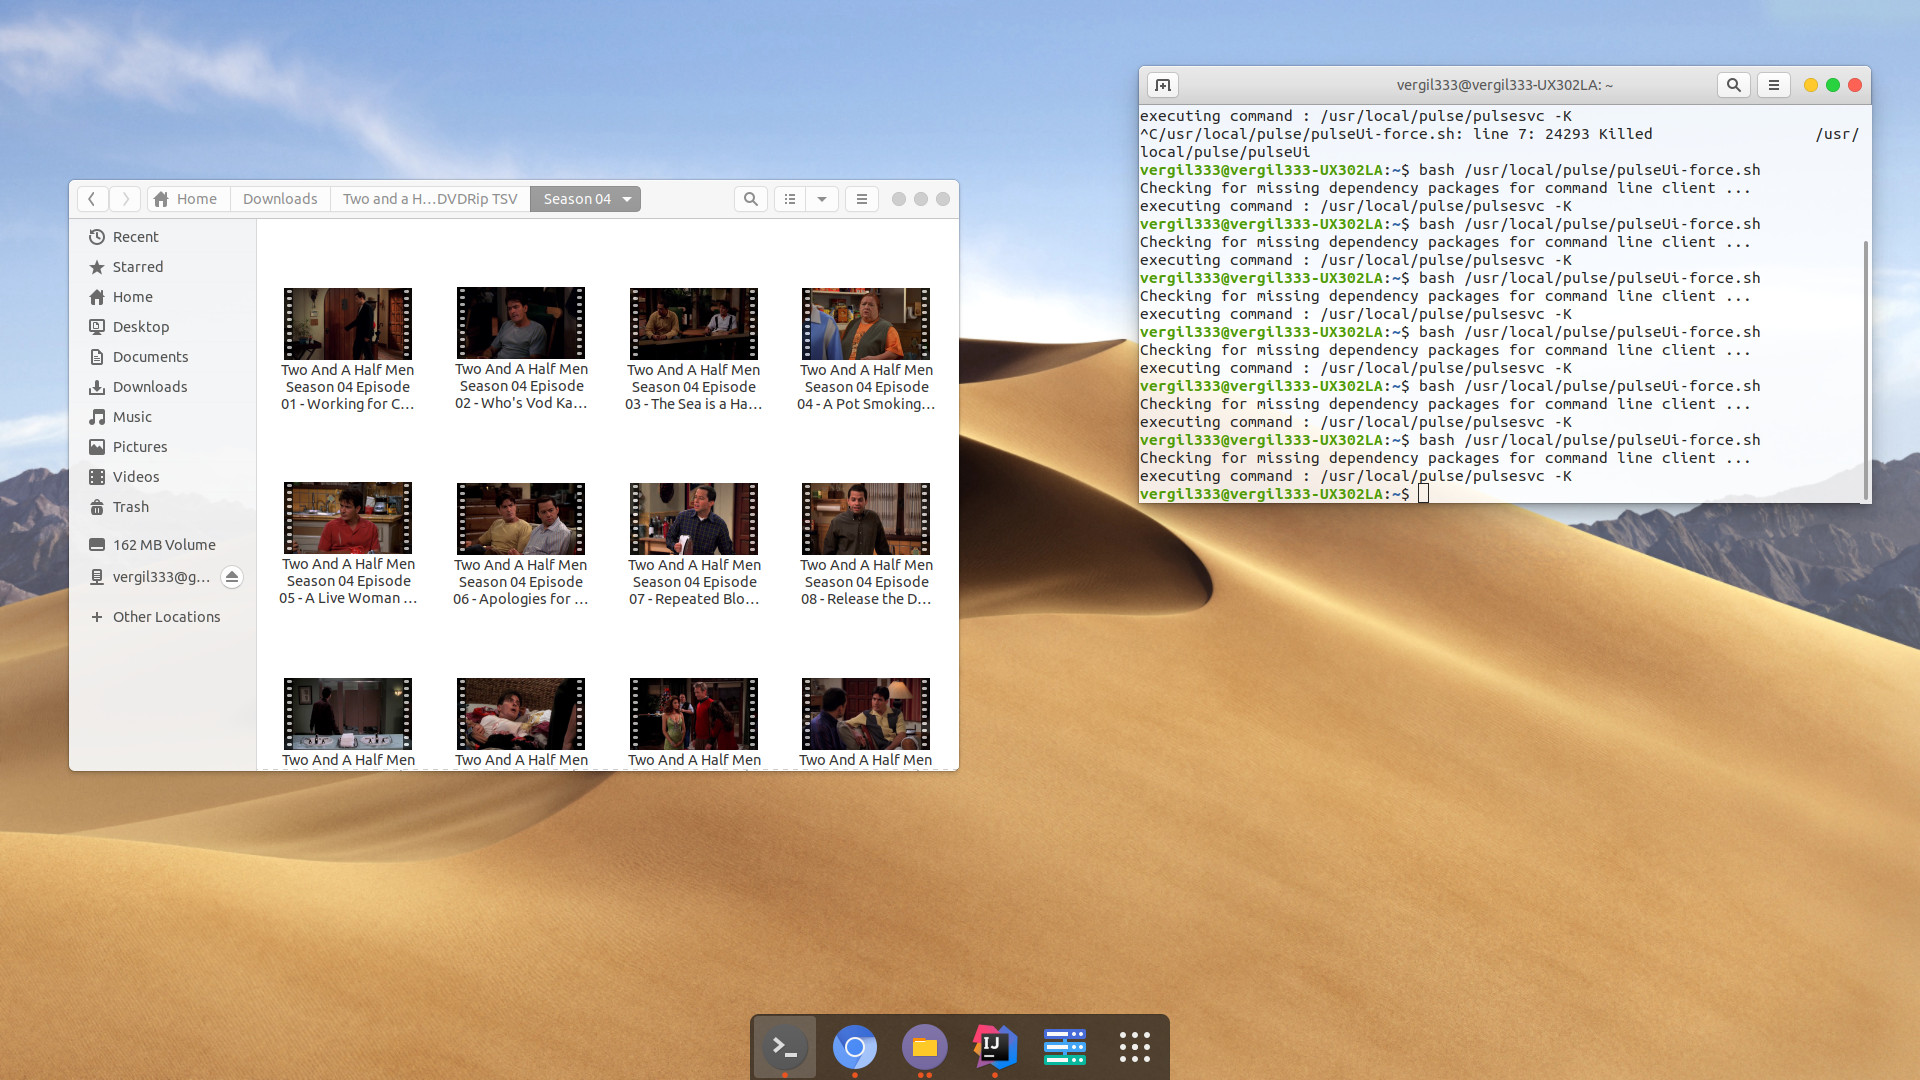 Home
Downloads
Two and a H…DVDRip TSV
Season 04
Recent
Starred
Home
Desktop
Documents
Downloads
Music
Pictures
Videos
Trash
162 MB Volume
vergil333@g…
Other Locations
Two And A Half Men
Season 04 Episode
01 - Working for C…
Two And A Half Men
Season 04 Episode
02 - Who's Vod Ka…
Two And A Half Men
Season 04 Episode
03 - The Sea is a Ha…
Two And A Half Men
Season 04 Episode
04 - A Pot Smoking…
Two And A Half Men
Season 04 Episode
05 - A Live Woman …
Two And A Half Men
Season 04 Episode
06 - Apologies for …
Two And A Half Men
Season 04 Episode
07 - Repeated Blo…
Two And A Half Men
Season 04 Episode
08 - Release the D…
Two And A Half Men
Two And A Half Men
Two And A Half Men
Two And A Half Men
vergil333@vergil333-UX302LA: ~
executing command : /usr/local/pulse/pulsesvc -K
^C/usr/local/pulse/pulseUi-force.sh: line 7: 24293 Killed                  /usr/
local/pulse/pulseUi
vergil333@vergil333-UX302LA:~$ bash /usr/local/pulse/pulseUi-force.sh
Checking for missing dependency packages for command line client ...
executing command : /usr/local/pulse/pulsesvc -K
vergil333@vergil333-UX302LA:~$ bash /usr/local/pulse/pulseUi-force.sh
Checking for missing dependency packages for command line client ...
executing command : /usr/local/pulse/pulsesvc -K
vergil333@vergil333-UX302LA:~$ bash /usr/local/pulse/pulseUi-force.sh
Checking for missing dependency packages for command line client ...
executing command : /usr/local/pulse/pulsesvc -K
vergil333@vergil333-UX302LA:~$ bash /usr/local/pulse/pulseUi-force.sh
Checking for missing dependency packages for command line client ...
executing command : /usr/local/pulse/pulsesvc -K
vergil333@vergil333-UX302LA:~$ bash /usr/local/pulse/pulseUi-force.sh
Checking for missing dependency packages for command line client ...
executing command : /usr/local/pulse/pulsesvc -K
vergil333@vergil333-UX302LA:~$ bash /usr/local/pulse/pulseUi-force.sh
Checking for missing dependency packages for command line client ...
executing command : /usr/local/pulse/pulsesvc -K
vergil333@vergil333-UX302LA:~$
IJ